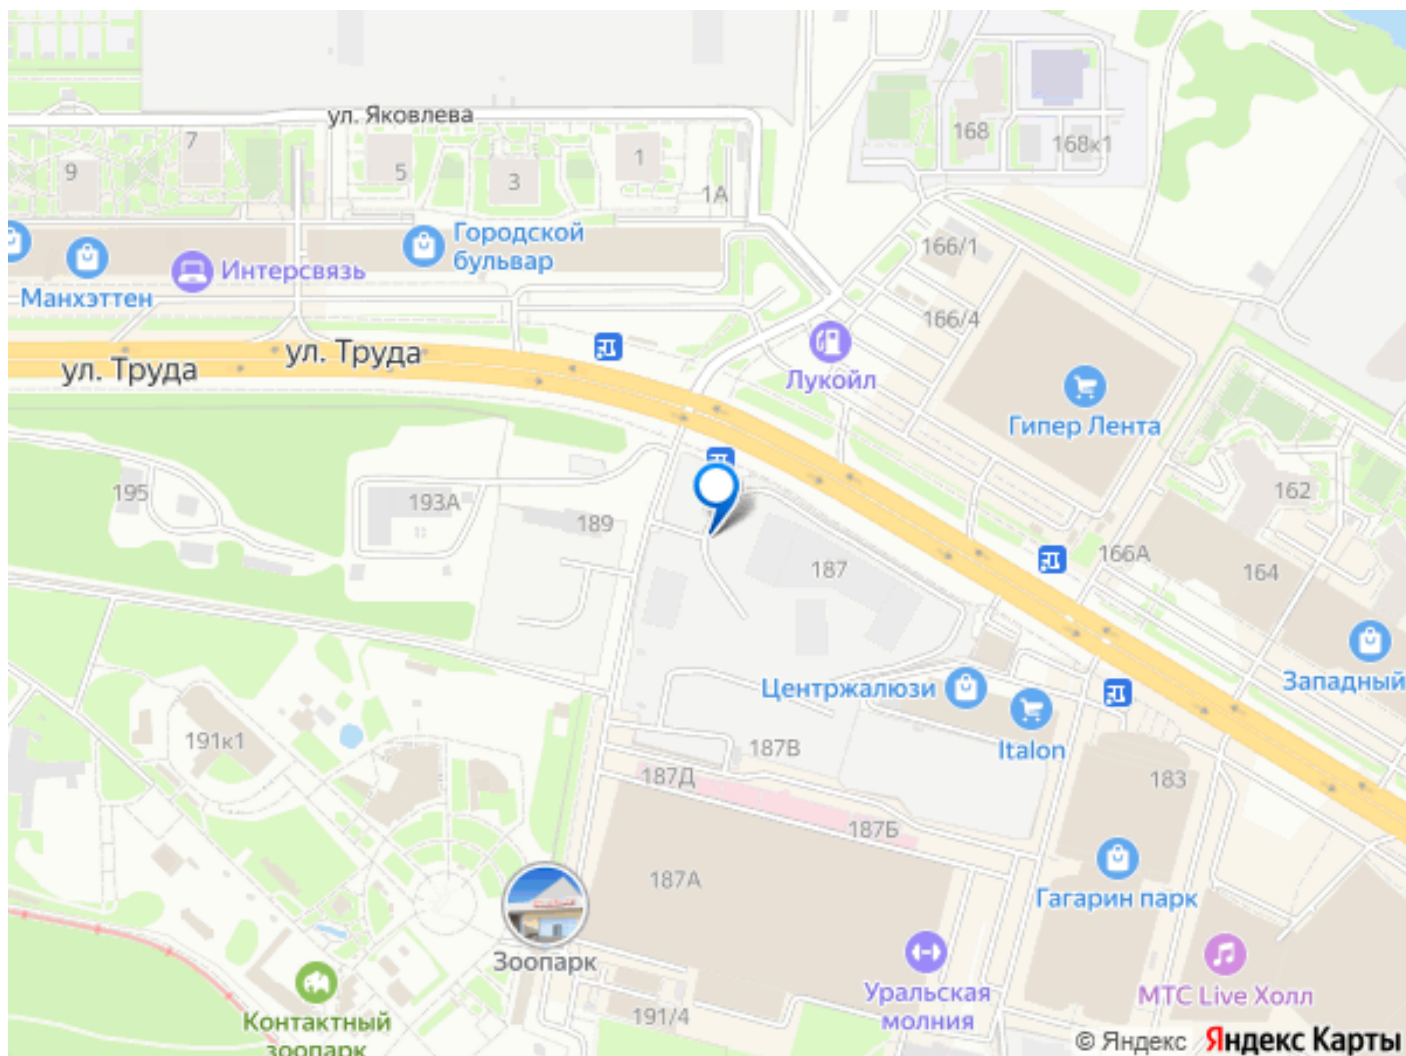 ул. Яковлева
168
168к1
7
9
5
3
1
1А
Городской
бульвар
166/1
Интерсвязь
Манхэттен
166/4
ул. Труда
ул. Труда
Лукойл
Гипер Лента
195
193А
189
162
166А
187
164
Центржалюзи
Западный
191к1
187В
Italon
187Д
183
187Б
187А
Гагарин парк
Зоопарк
Уральская
молния
МТС Live Холл
191/4
Контактный
зоопарк
© Яндекс Яндекс Карты